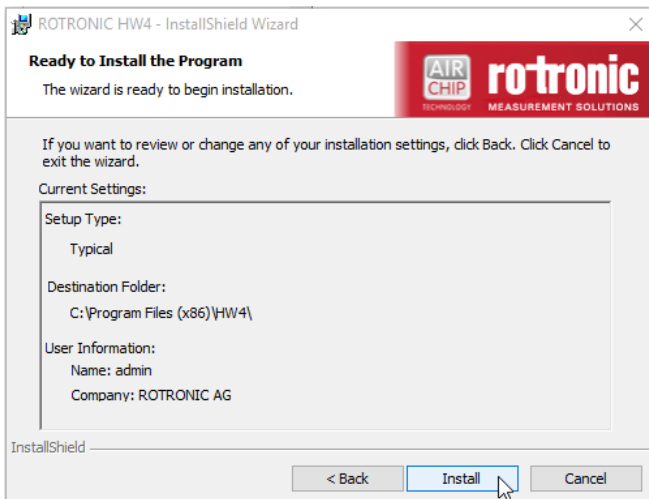 ROTRONIC HW4 - InstallShield Wizard
Ready to Install the Program
The wizard is ready to begin installation.
AIR
CHIP
TECHNOLOGY
rotronic
MEASUREMENT SOLUTIONS
If you want to review or change any of your installation settings, click Back. Click Cancel to
exit the wizard.
Current Settings:
Setup Type:
Typical
Destination Folder:
C:\Program Files (x86)\HW4\
User Information:
Name: admin
Company: ROTRONIC AG
InstallShield
< Back
Install
Cancel